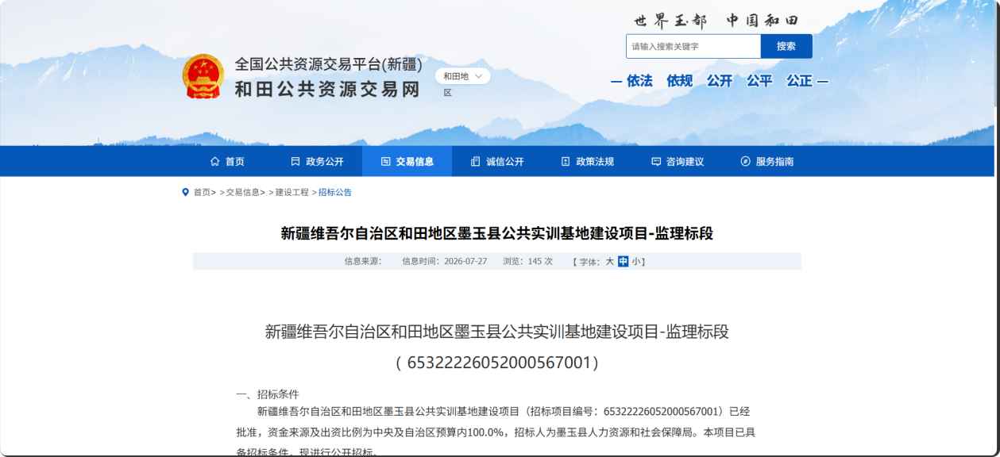 世界玉都 中国和田
请输入搜索关键字 搜索
全国公共资源交易平台(新疆)
和田公共资源交易网
和田地
区
— 依法 依规 公开 公平 公正 —
首页 政务公开 交易信息 诚信公开 政策法规 咨询建议 服务指南
首页> >交易信息> >建设工程 >招标公告
新疆维吾尔自治区和田地区墨玉县公共实训基地建设项目-监理标段
信息来源: 信息时间: 2026-07-27 浏览: 145 次 【 字体: 大 中 小】
新疆维吾尔自治区和田地区墨玉县公共实训基地建设项目-监理标段
( 65322226052000567001)
一、招标条件
新疆维吾尔自治区和田地区墨玉县公共实训基地建设项目（招标项目编号：65322226052000567001）已经
批准，资金来源及出资比例为中央及自治区预算内100.0%，招标人为墨玉县人力资源和社会保障局。本项目已具
备招标条件，现进行公开招标。